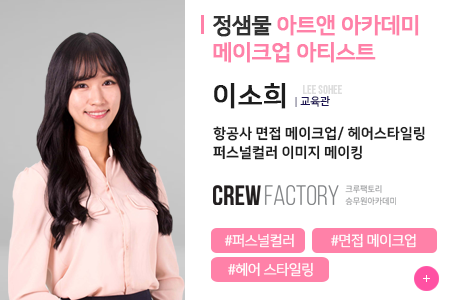 정샘물 아트앤 아카데미
메이크업 아티스트
이소희 LEE SOHEE
| 교육관
항공사 면접 메이크업/ 헤어스타일링
퍼스널컬러 이미지 메이킹
CREW FACTORY 크루팩토리
승무원아카데미
#퍼스널컬러 #면접 메이크업
#헤어 스타일링
+